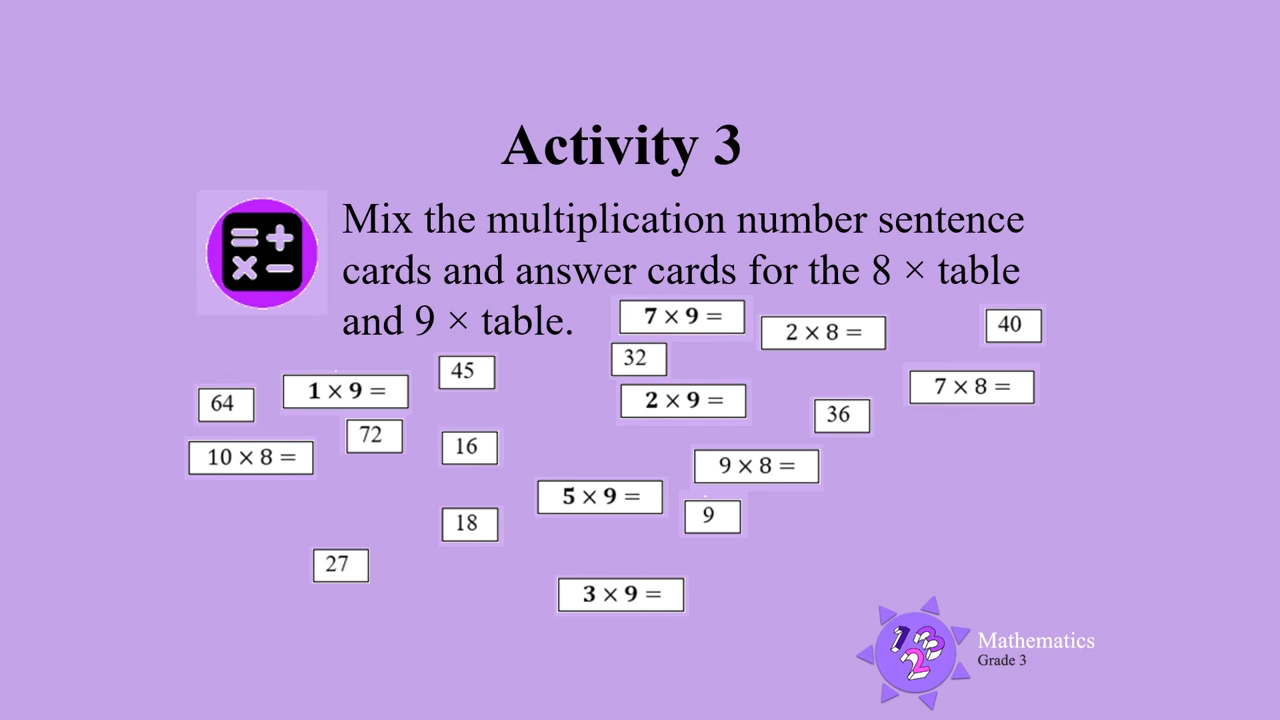 Activity 3
Mix the multiplication number sentence
cards and answer cards for the 8 × table
and 9 × table.
7 × 9 =
2 × 8 =
40
32
45
7 × 8 =
1 × 9 =
64
2 × 9 =
36
72
16
10 × 8 =
9 × 8 =
5 × 9 =
9
18
27
3 × 9 =
123
Mathematics
Grade 3